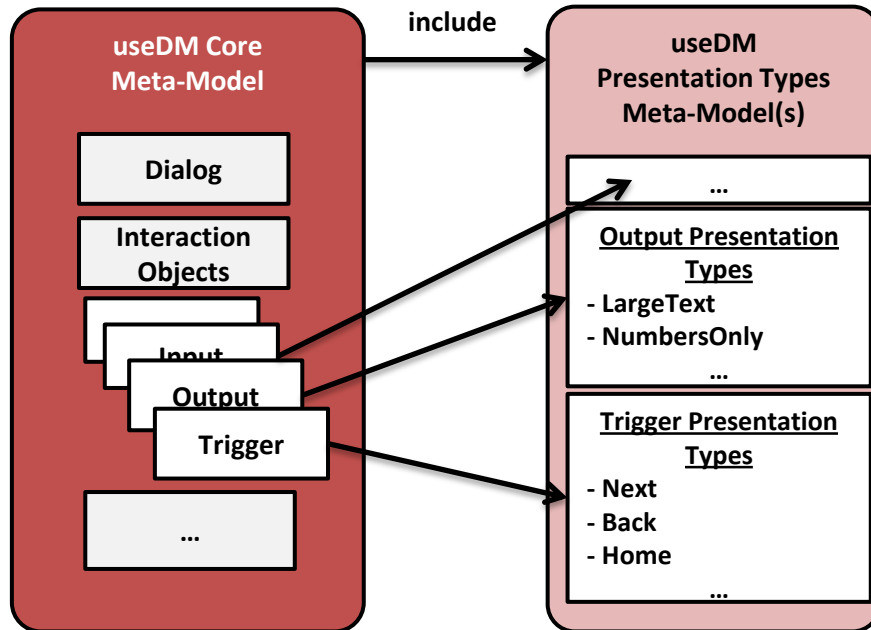 useDM Core
Meta-Model
Dialog
Interaction
Objects
Input
Output
Trigger
...
include
useDM
Presentation Types
Meta-Model(s)
...
Output Presentation
Types
- LargeText
- NumbersOnly
...
Trigger Presentation
Types
- Next
- Back
- Home
...